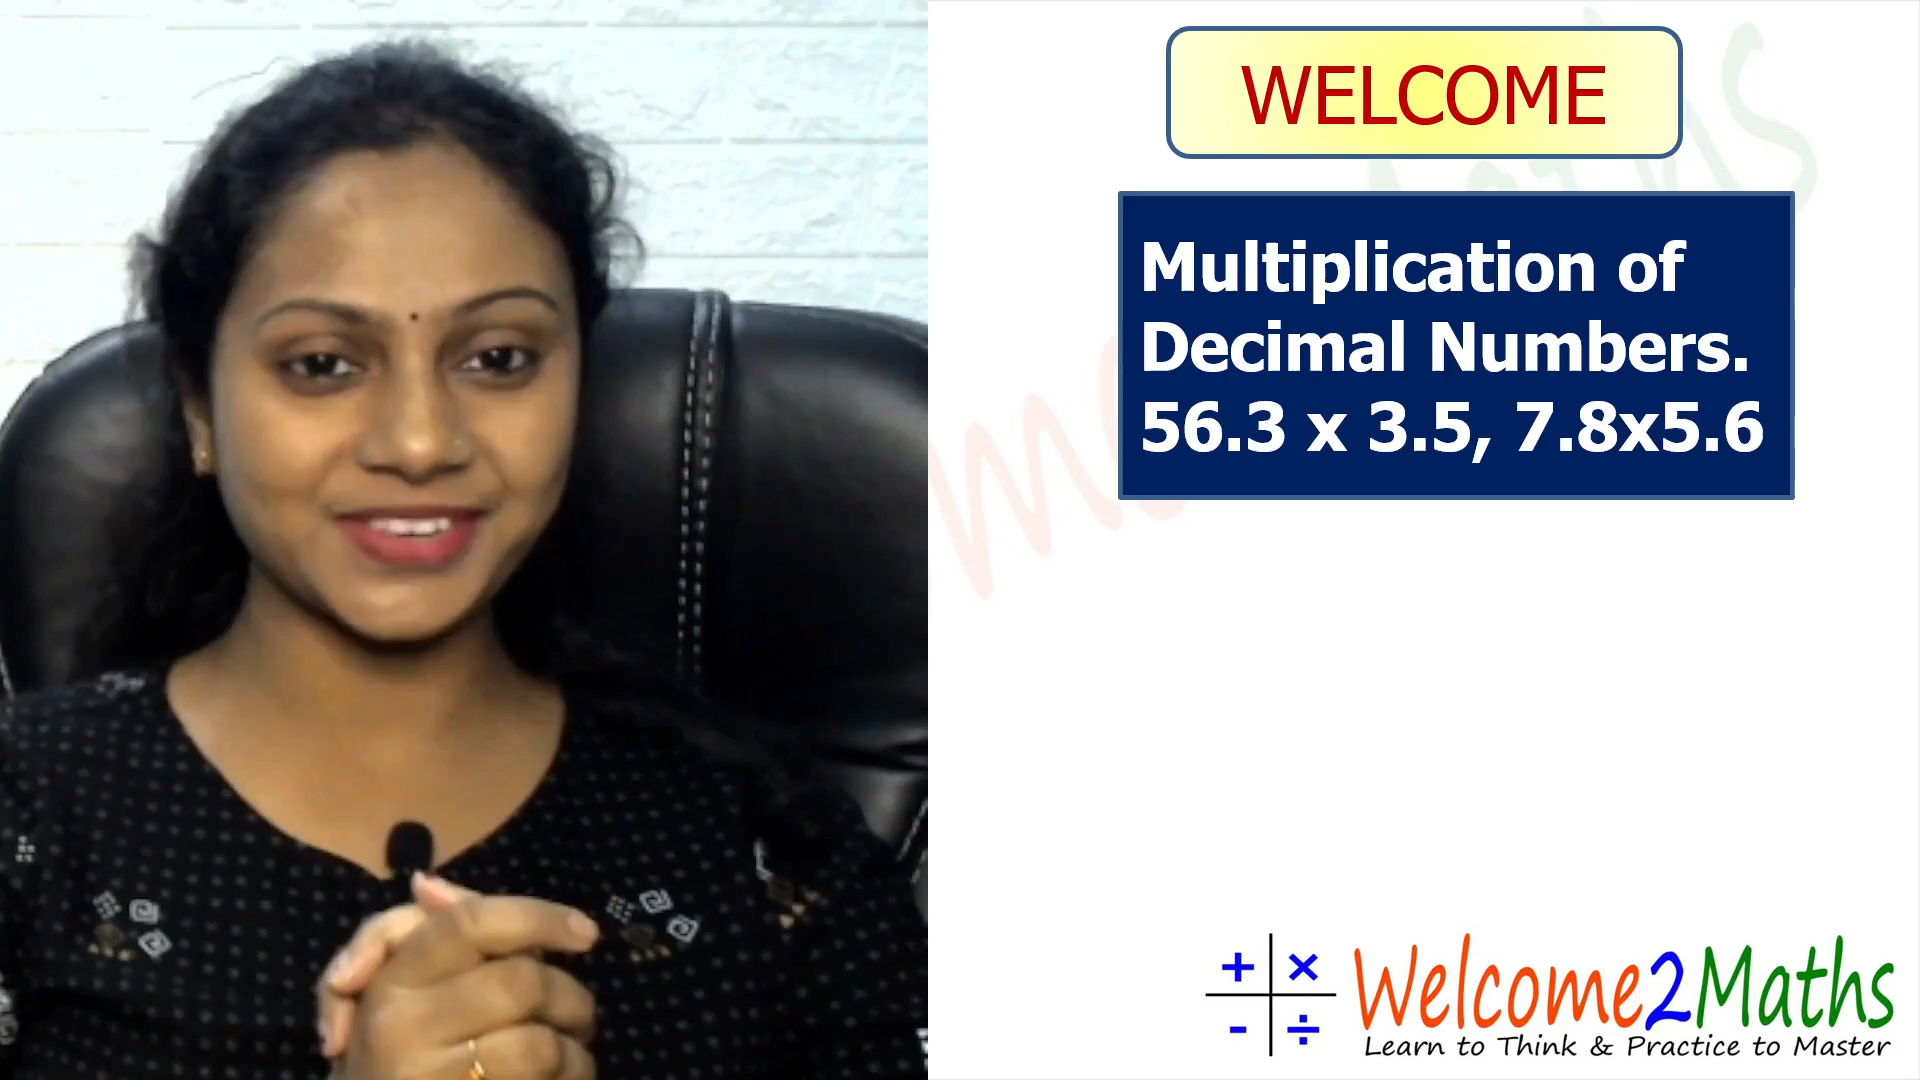 WELCOME
Multiplication of
Decimal Numbers.
56.3 x 3.5, 7.8x5.6
+ ×
- ÷
Welcome2Maths
Learn to Think & Practice to Master